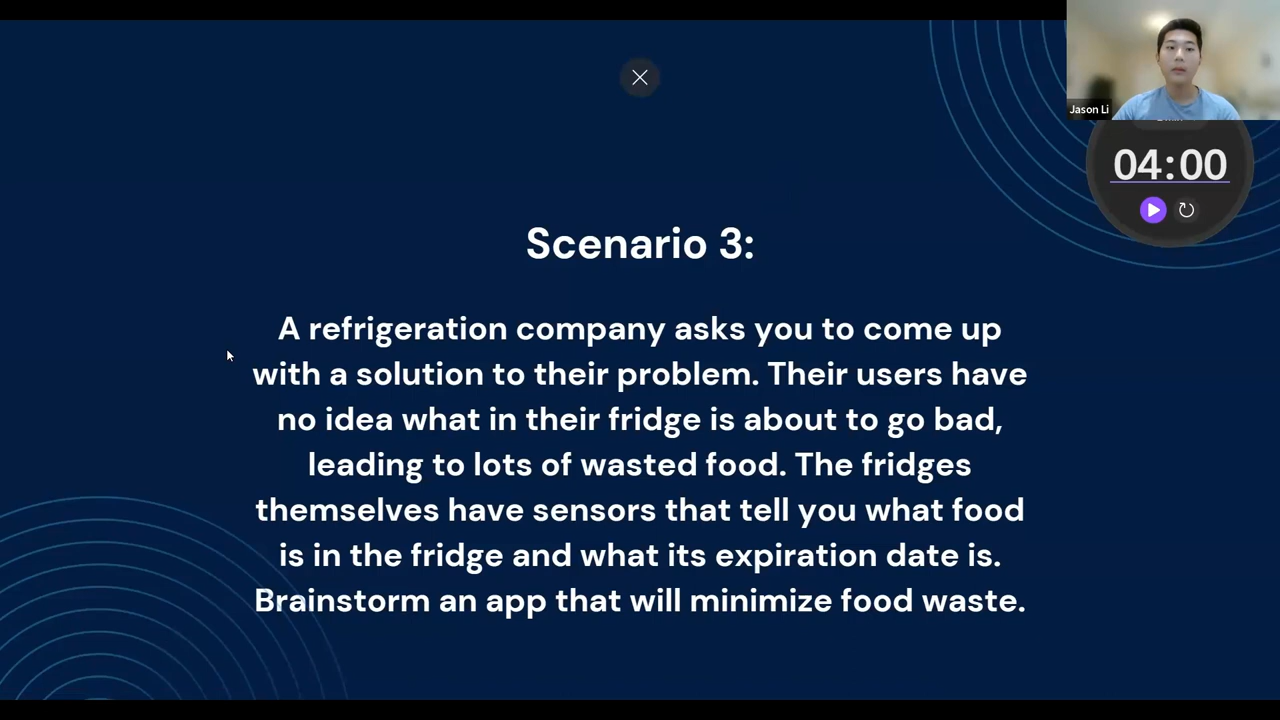 Jason Li
04:00
Scenario 3:
A refrigeration company asks you to come up
with a solution to their problem. Their users have
no idea what in their fridge is about to go bad,
leading to lots of wasted food. The fridges
themselves have sensors that tell you what food
is in the fridge and what its expiration date is.
Brainstorm an app that will minimize food waste.